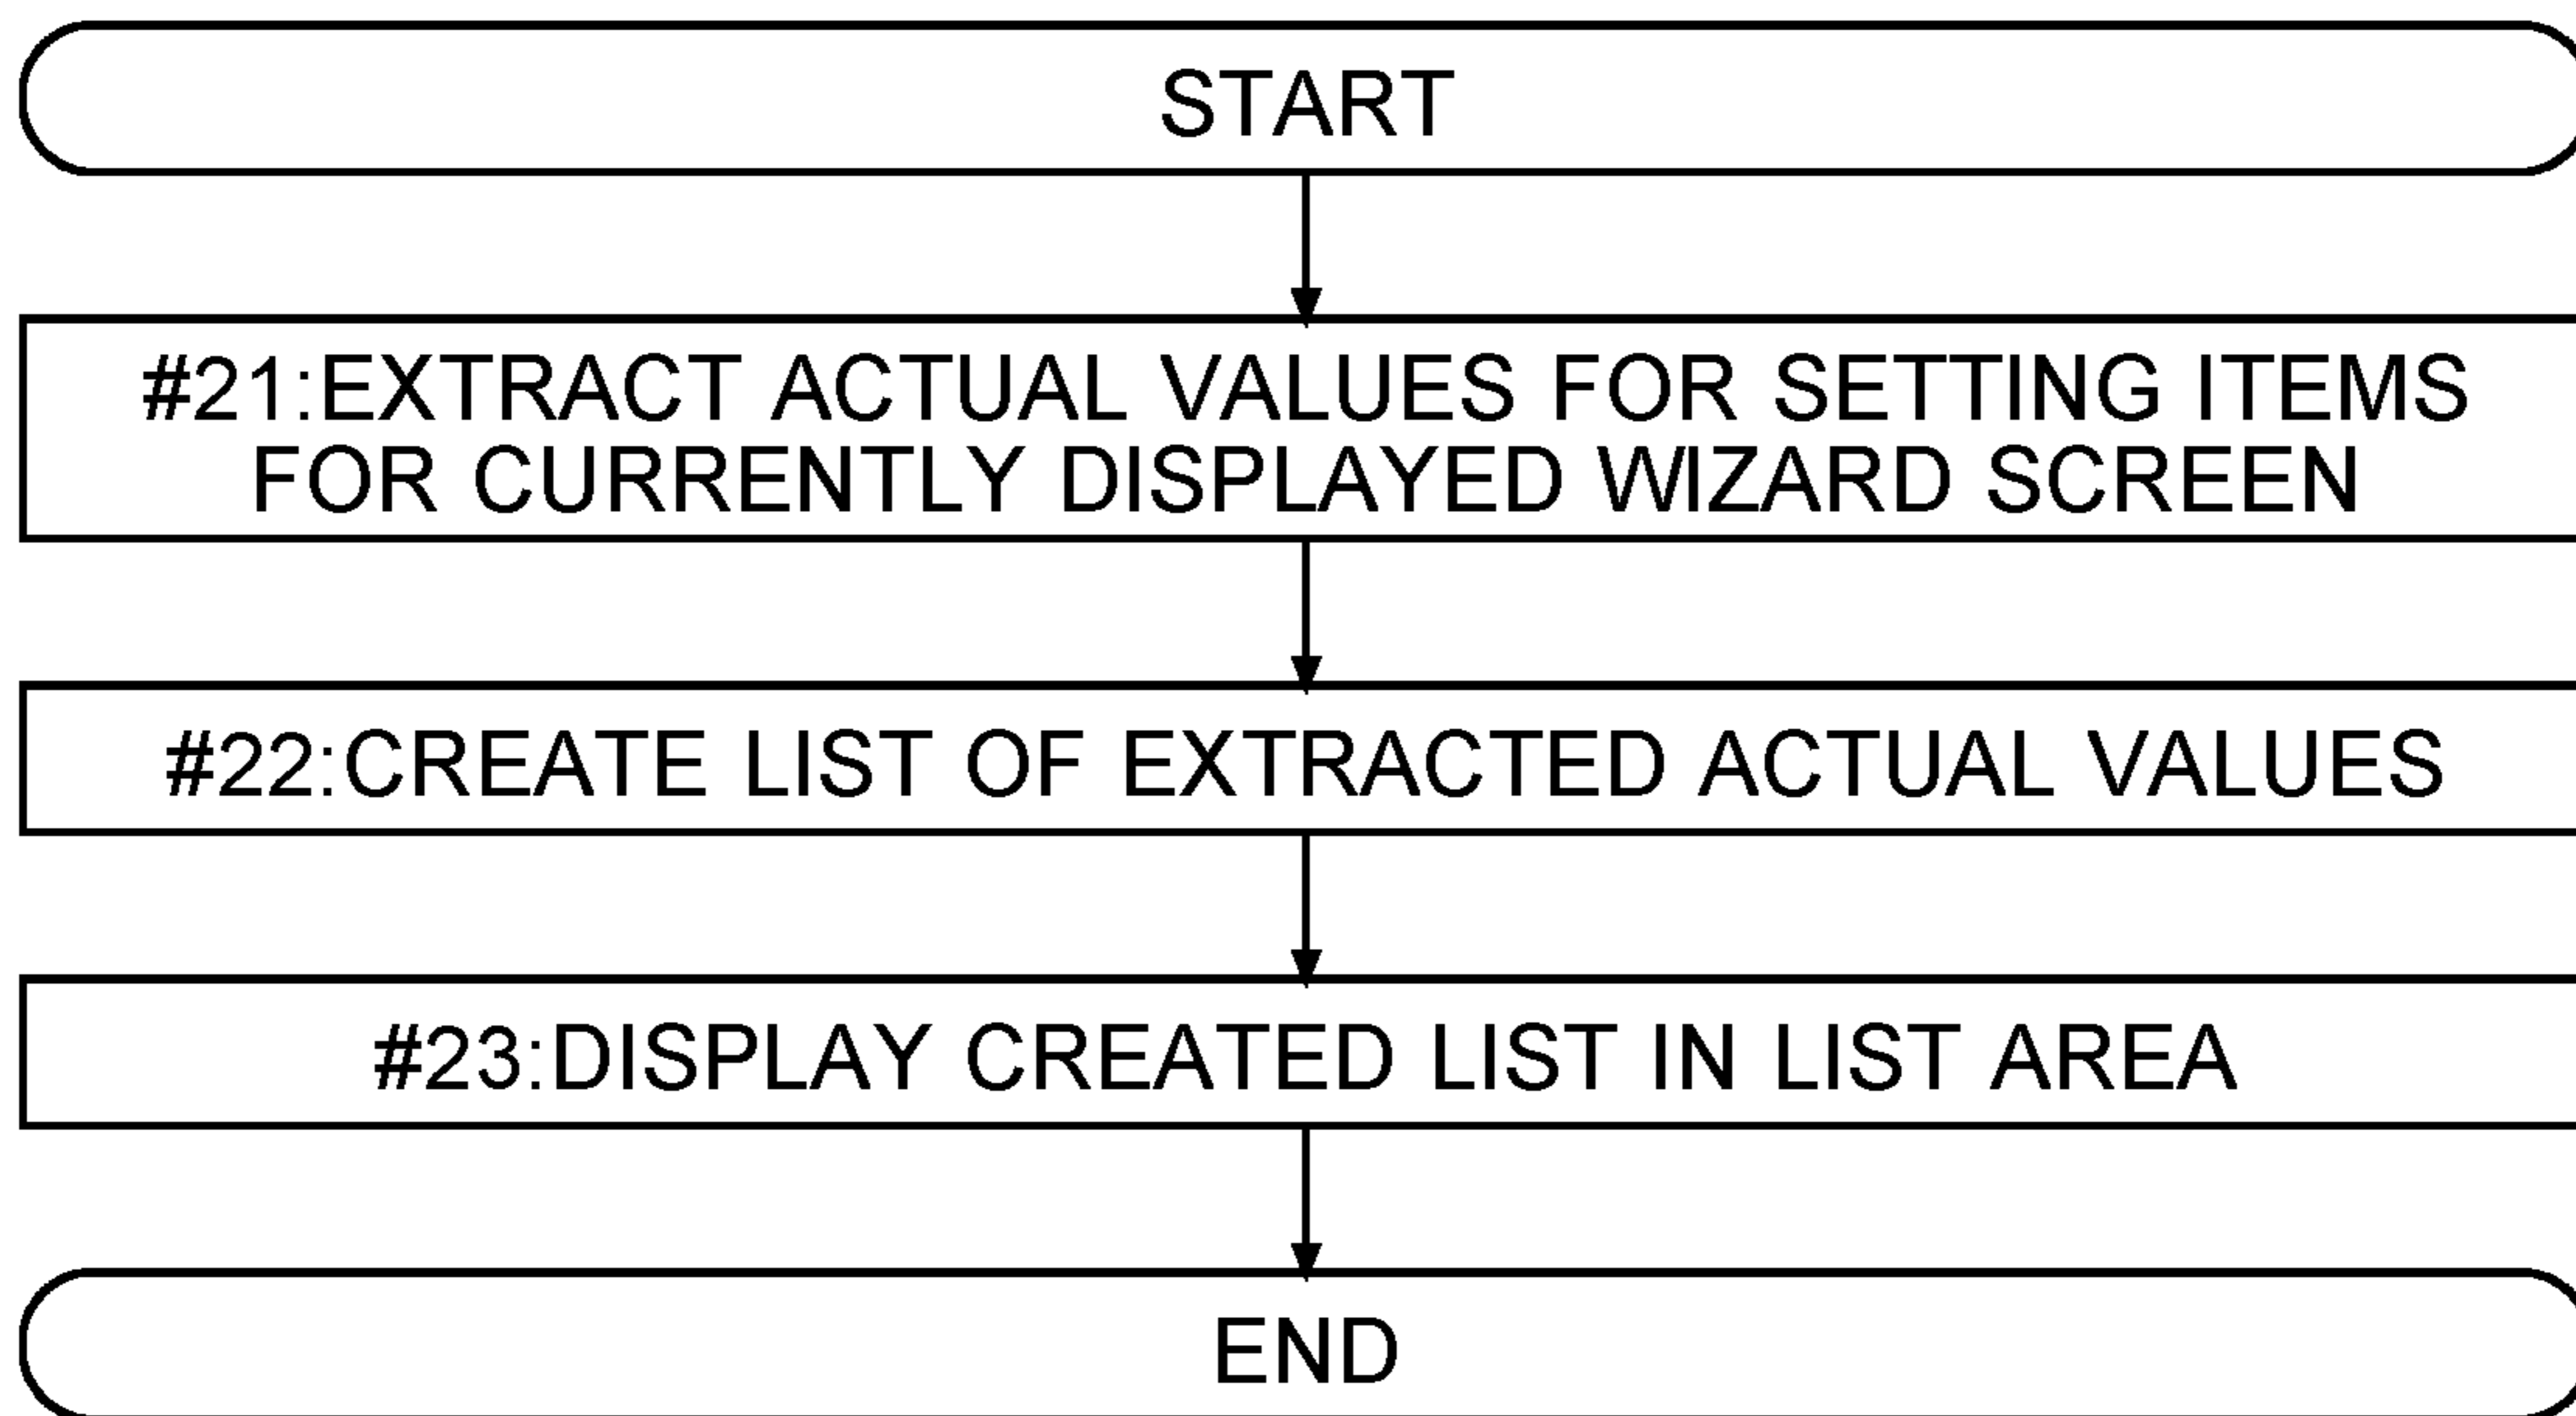 START
#21:EXTRACT ACTUAL VALUES FOR SETTING ITEMS
FOR CURRENTLY DISPLAYED WIZARD SCREEN
#22:CREATE LIST OF EXTRACTED ACTUAL VALUES
#23:DISPLAY CREATED LIST IN LIST AREA
END